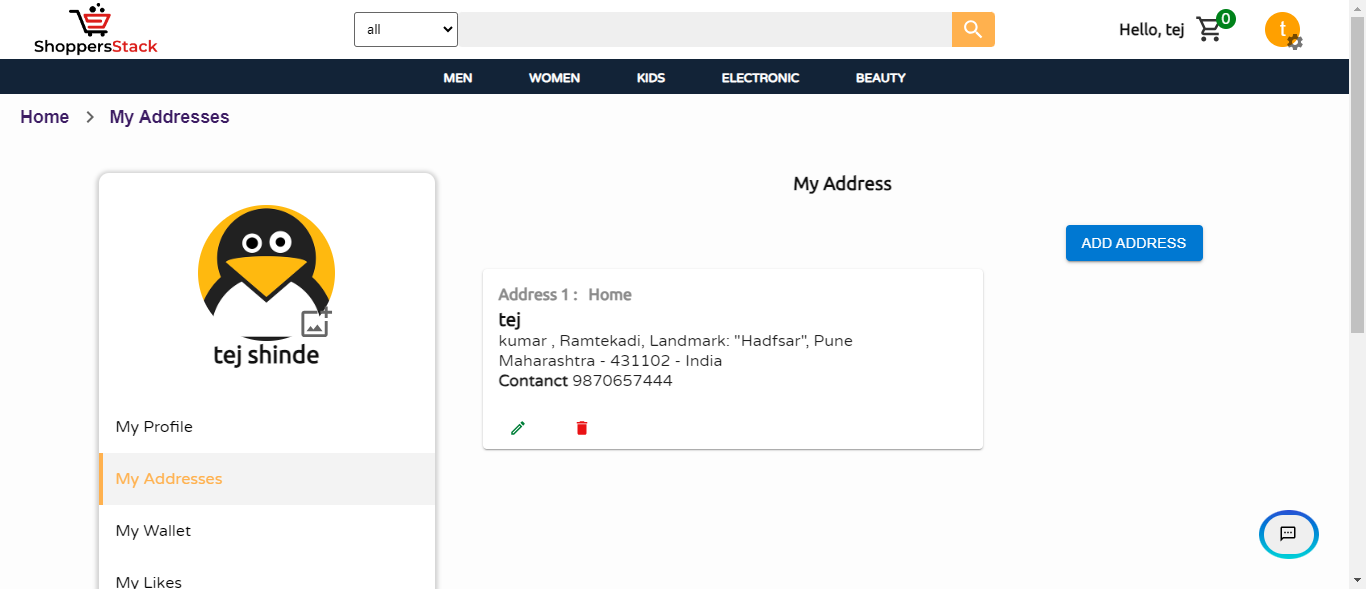 ShoppersStack
all
Hello, tej
0
t
MEN WOMEN KIDS ELECTRONIC BEAUTY
Home > My Addresses
My Address
ADD ADDRESS
tej shinde
My Profile
My Addresses
My Wallet
My Likes
Address 1 : Home
tej
kumar , Ramtekadi, Landmark: "Hadfsar", Pune
Maharashtra - 431102 - India
Contanct 9870657444